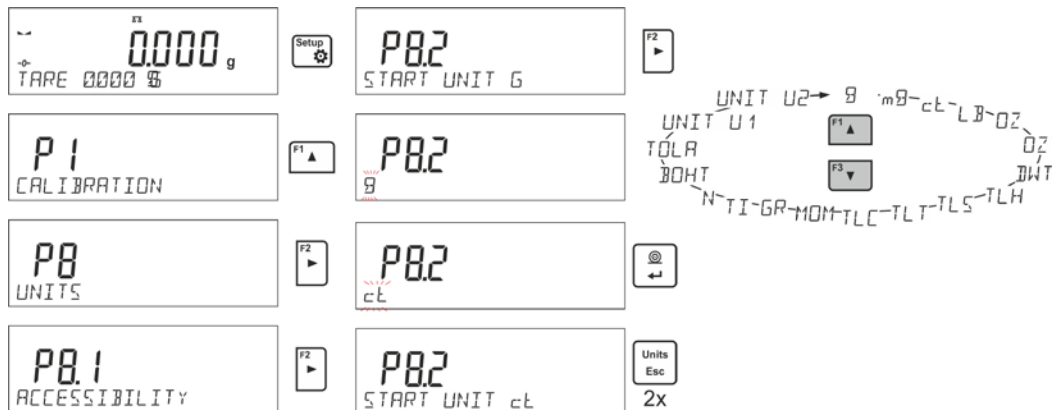 0.000 g
-0-
TARE
Setup
P1
CALIBRATION
F1
P8
UNITS
F2
P8.1
ACCESSIBILITY
F2
P8.2
START UNIT G
F2
P8.2
g
P8.2
ct
P8.2
START UNIT ct
Units
Esc
2x
UNIT U2
g
mg
ct
LB
OZ
OZ
DWT
TLH
TLS
TLT
TLC
MOM
GR
TI
N
BOHT
TOLA
UNIT U1
F1
F3